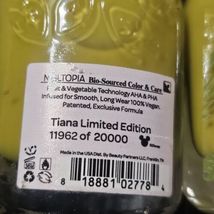 NAILTOPIA Bio-Sourced Color & Care
Fruit & Vegetable Technology AHA & PHA
Infused for Smooth, Long Wear 100% Vegan.
Patented, Exclusive Formula
Tiana Limited Edition
11962 of 20000
Disney
Made in the USA Dist. By Beauty Partners LLC, Franklin, TN
8 18881 02778 4